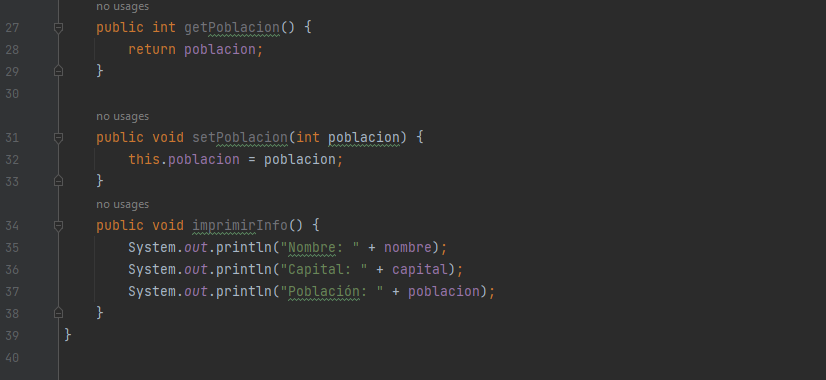 no usages
27 public int getPoblacion() {
28 return poblacion;
29 }
30
no usages
31 public void setPoblacion(int poblacion) {
32 this.poblacion = poblacion;
33 }
no usages
34 public void imprimirInfo() {
35 System.out.println("Nombre: " + nombre);
36 System.out.println("Capital: " + capital);
37 System.out.println("Población: " + poblacion);
38 }
39 }
40